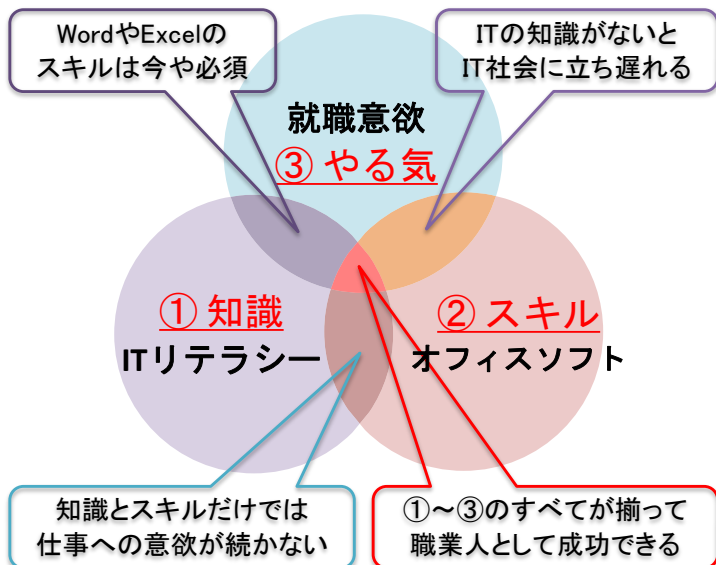 WordやExcelの
スキルは今や必須
ITの知識がないと
IT社会に立ち遅れる
就職意欲
③ やる気
① 知識
ITリテラシー
② スキル
オフィスソフト
知識とスキルだけでは
仕事への意欲が続かない
①～③のすべてが揃って
職業人として成功できる